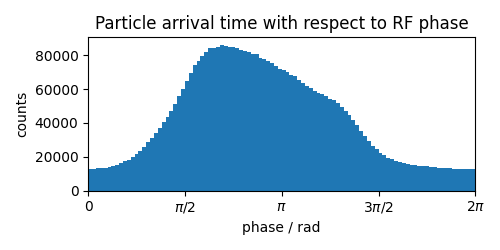 Particle arrival time with respect to RF phase
counts
80000
60000
40000
20000
0
0 π/2 π 3π/2 2π
phase / rad